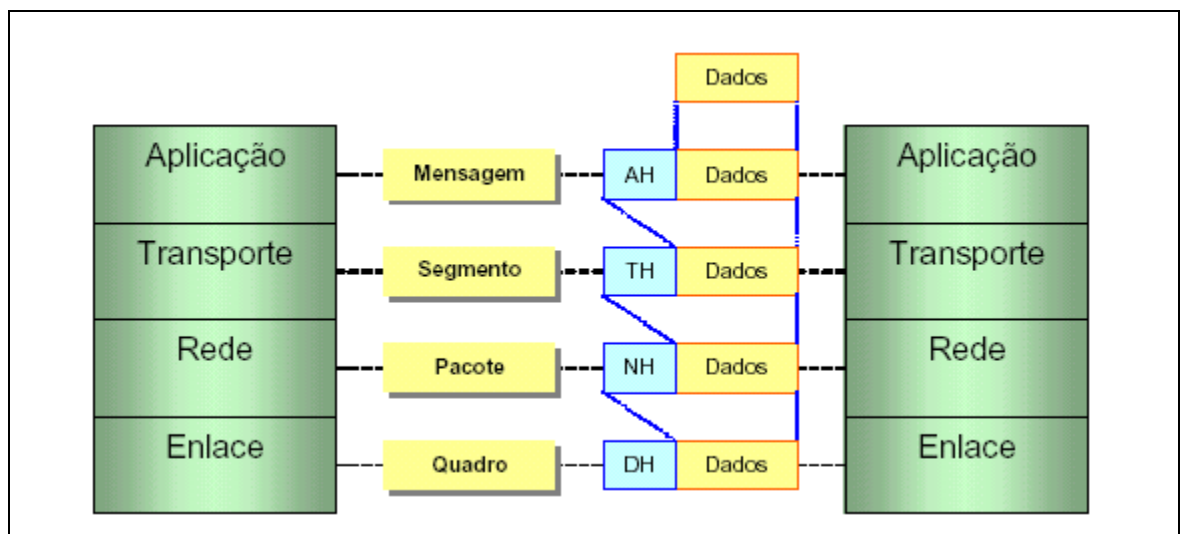 Dados
Aplicação Mensagem AH Dados Aplicação
Transporte Segmento TH Dados Transporte
Rede Pacote NH Dados Rede
Enlace Quadro DH Dados Enlace